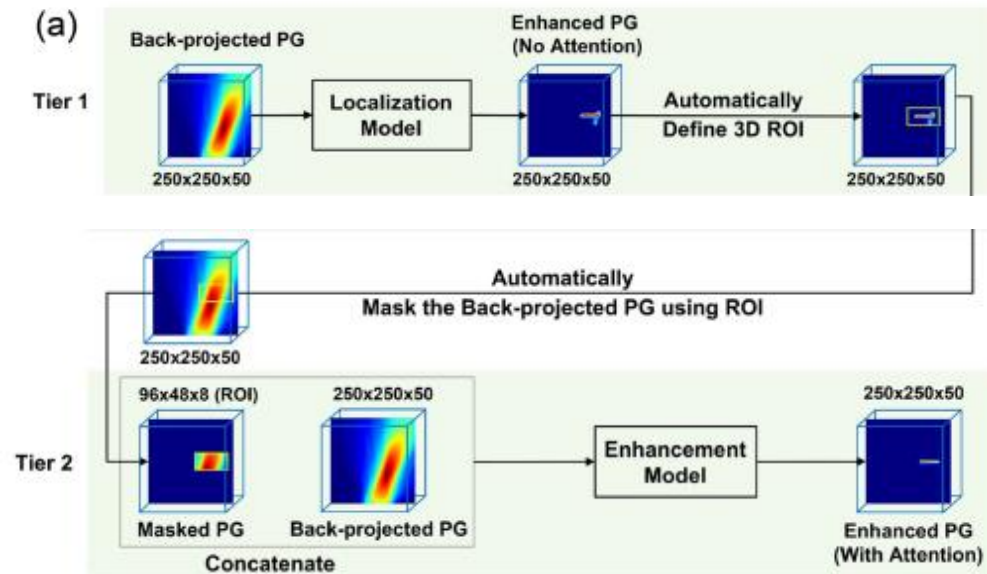 (a)
Back-projected PG
Enhanced PG
(No Attention)
Tier 1
Localization
Model
Automatically
Define 3D ROI
250x250x50
250x250x50
250x250x50
Automatically
Mask the Back-projected PG using ROI
250x250x50
96x48x8 (ROI)
250x250x50
250x250x50
Tier 2
Enhancement
Model
Masked PG
Back-projected PG
Enhanced PG
(With Attention)
Concatenate